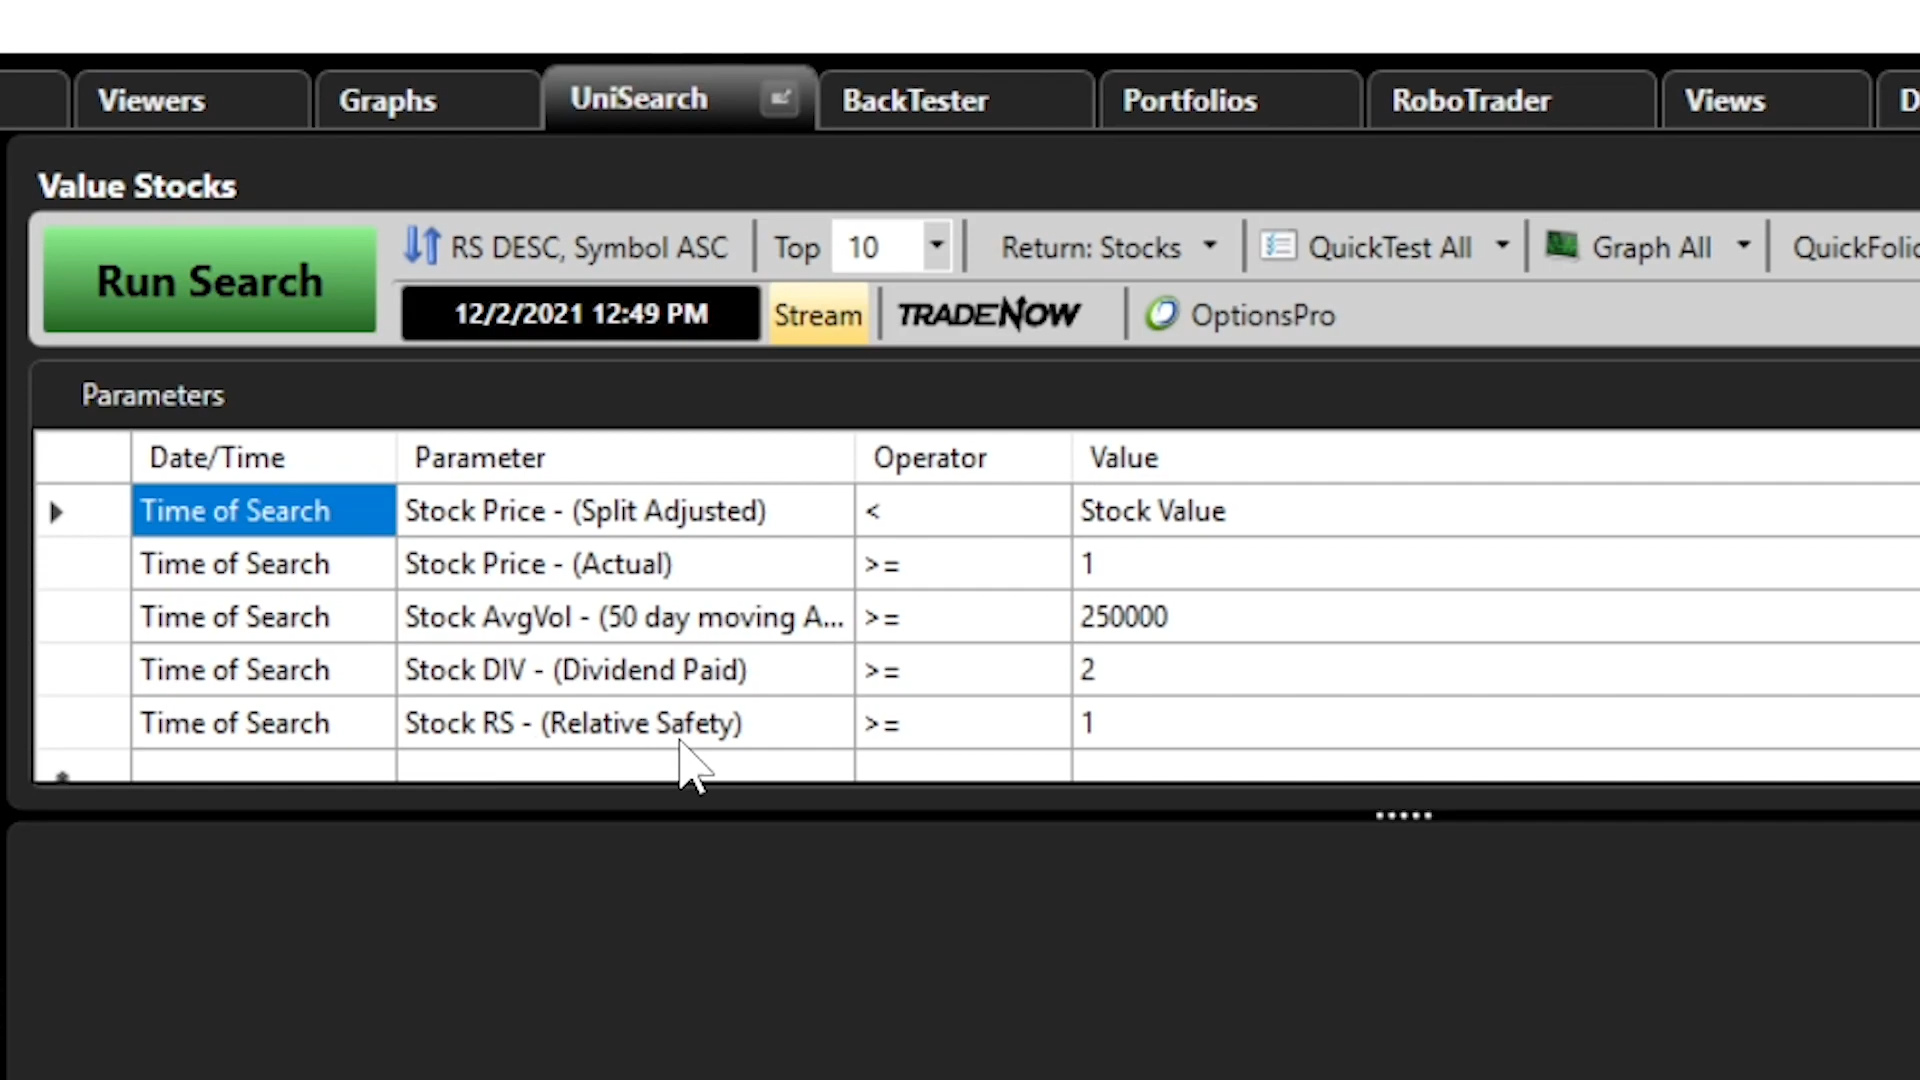 Viewers Graphs UniSearch BackTester Portfolios RoboTrader Views D
Value Stocks
Run Search RS DESC, Symbol ASC Top 10 Return: Stocks QuickTest All Graph All QuickFolio
12/2/2021 12:49 PM Stream TRADENOW OptionsPro
Parameters
Date/Time Parameter Operator Value
Time of Search Stock Price - (Split Adjusted) < Stock Value
Time of Search Stock Price - (Actual) >= 1
Time of Search Stock AvgVol - (50 day moving A... >= 250000
Time of Search Stock DIV - (Dividend Paid) >= 2
Time of Search Stock RS - (Relative Safety) >= 1